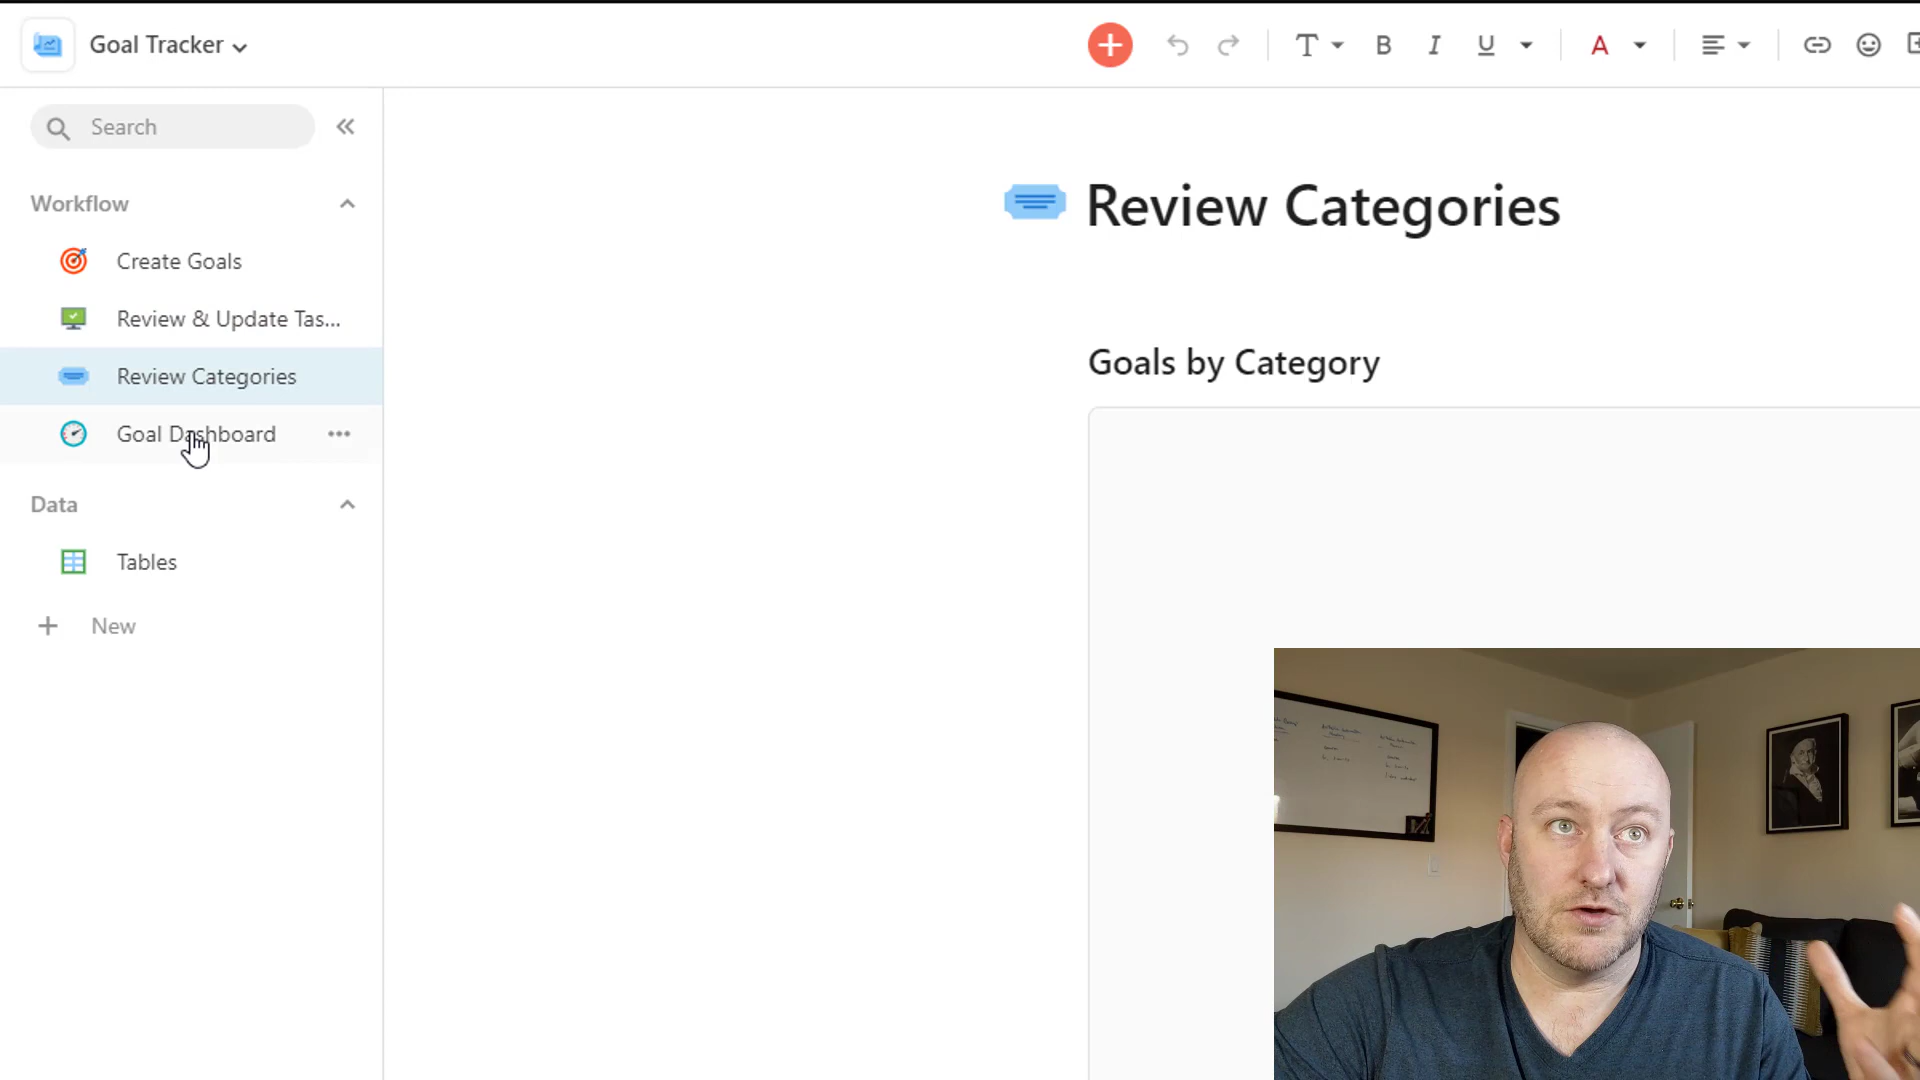 Goal Tracker
T B I U A
Search
Workflow
Create Goals
Review & Update Tas...
Review Categories
Goal Dashboard
Data
Tables
New
Review Categories
Goals by Category